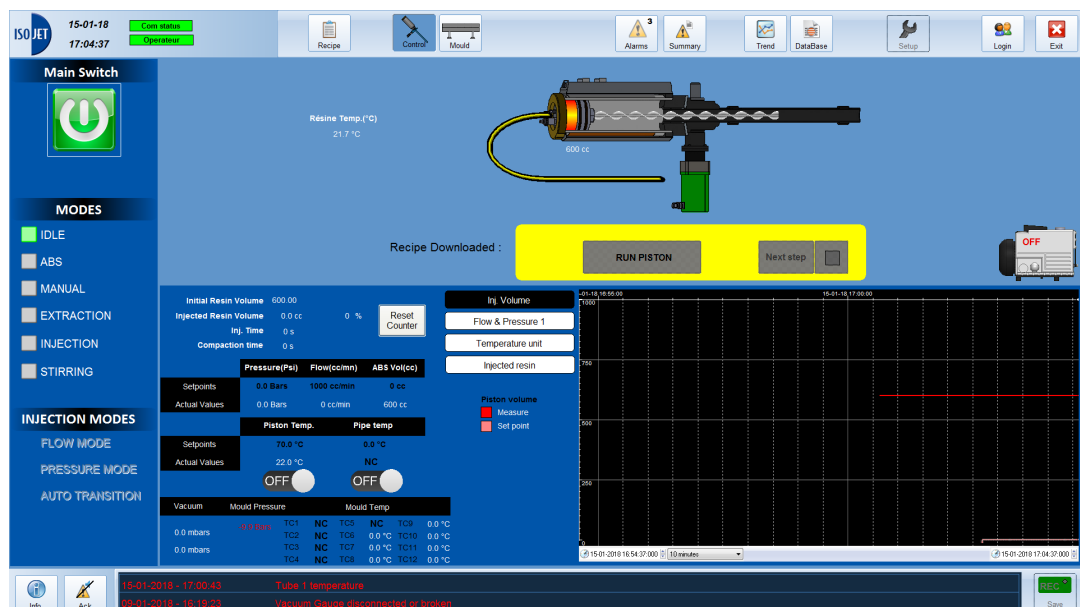 ISOJET
15-01-18
17:04:37
Com status
Operateur
Recipe
Control
Mould
3
Alarms
Summary
Trend
DataBase
Setup
Login
Exit
Main Switch
MODES
IDLE
ABS
MANUAL
EXTRACTION
INJECTION
STIRRING
INJECTION MODES
FLOW MODE
PRESSURE MODE
AUTO TRANSITION
Résine Temp.(°C)
21.7 °C
600 cc
Recipe Downloaded :
RUN PISTON
Next step
OFF
Initial Resin Volume 600.00
Injected Resin Volume 0.0 cc 0 %
Inj. Time 0 s
Compaction time 0 s
Reset Counter
Pressure(Psi) Flow(cc/mn) ABS Vol(cc)
Setpoints 0.0 Bars 1000 cc/min 0 cc
Actual Values 0.0 Bars 0 cc/min 600 cc
Piston Temp. Pipe temp
Setpoints 70.0 °C 0.0 °C
Actual Values 22.0 °C NC
OFF OFF
Vacuum Mould Pressure Mould Temp
0.0 mbars
0.0 mbars
TC1 NC TC5 NC TC9 0.0 °C
TC2 NC TC6 0.0 °C TC10 0.0 °C
TC3 NC TC7 0.0 °C TC11 0.0 °C
TC4 NC TC8 0.0 °C TC12 0.0 °C
Inj. Volume
Flow & Pressure 1
Temperature unit
Injected resin
Piston volume
Measure
Set point
-01-18 16:55:00
15-01-18 17:00:00
1000
750
500
250
0
15-01-2018 16:54:37:000
10 minutes
15-01-2018 17:04:37:000
Info
Ack
15-01-2018 - 17:00:43 Tube 1 temperature
09-01-2018 - 16:19:23 Vacuum Gauge disconnected or broken
REC
Save